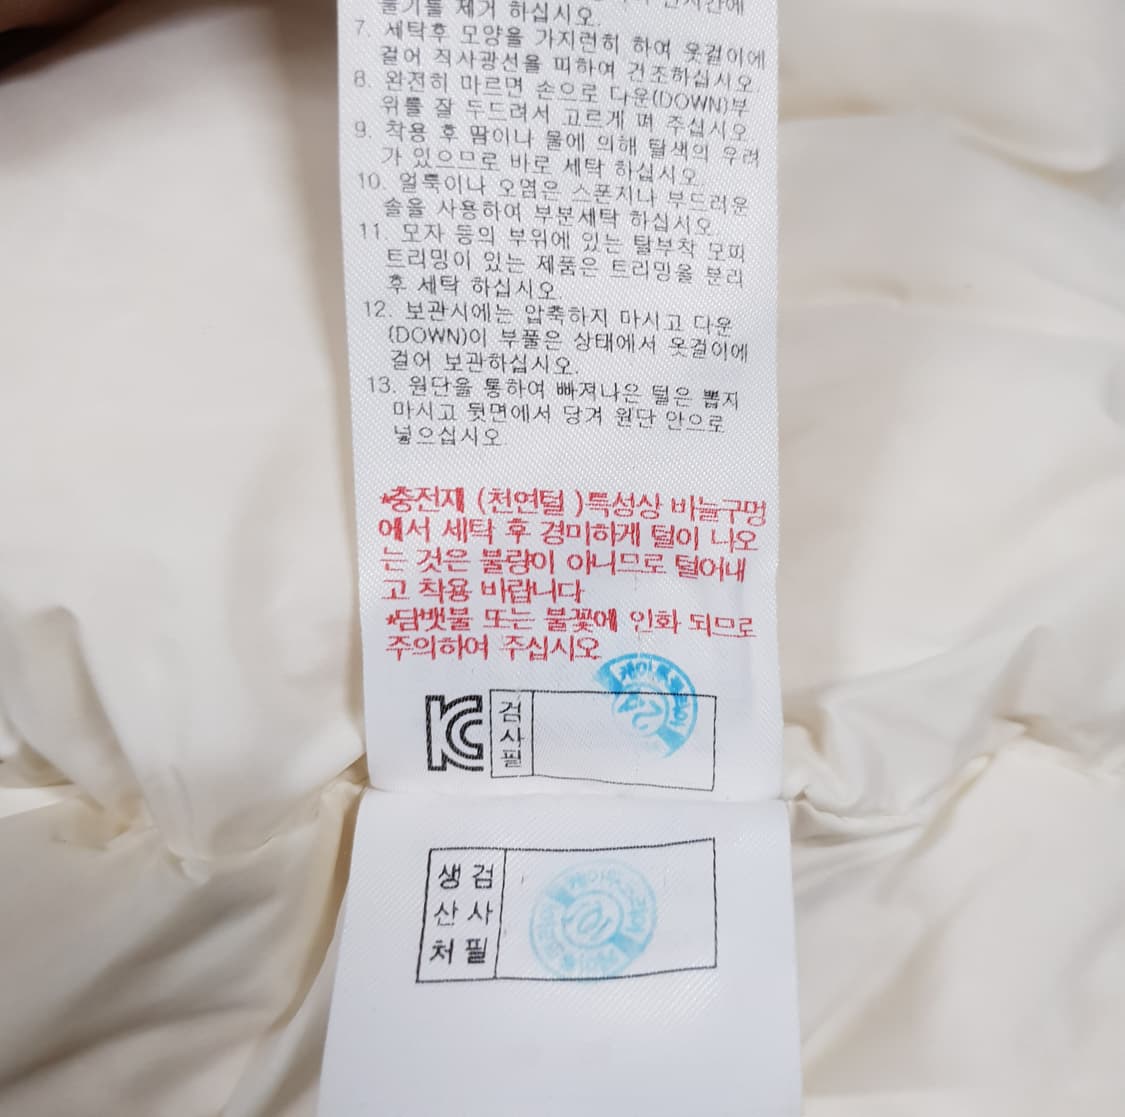 기를 제거 하십시오.
7. 세탁후 모양을 가지런히 하여 옷걸이에
걸어 직사광선을 피하여 건조하십시오
8. 완전히 마르면 손으로 다운(DOWN)부
위를 잘 두드려서 고르게 펴 주십시오
9. 착용 후 땀이나 물에 의해 탈색의 우려
가 있으므로 바로 세탁 하십시오.
10. 얼룩이나 오염은 스폰지나 부드러운
솔을 사용하여 부분세탁 하십시오.
11. 모자 등의 부위에 있는 탈부착 모피
트리밍이 있는 제품은 트리밍을 분리
후 세탁 하십시오.
12. 보관시에는 압축하지 마시고 다운
(DOWN)이 부풀은 상태에서 옷걸이에
걸어 보관하십시오.
13. 원단을 통하여 빠져나온 털은 뽑지
마시고 뒷면에서 당겨 원단 안으로
넣으십시오.
*충전재 (천연털 )특성상 바늘구멍
에서 세탁 후 경미하게 털이 나오
는 것은 불량이 아니므로 털어내
고 착용 바랍니다
*담뱃불 또는 불꽃에 인화 되므로
주의하여 주십시오
KC 검사필
생산처 검사필